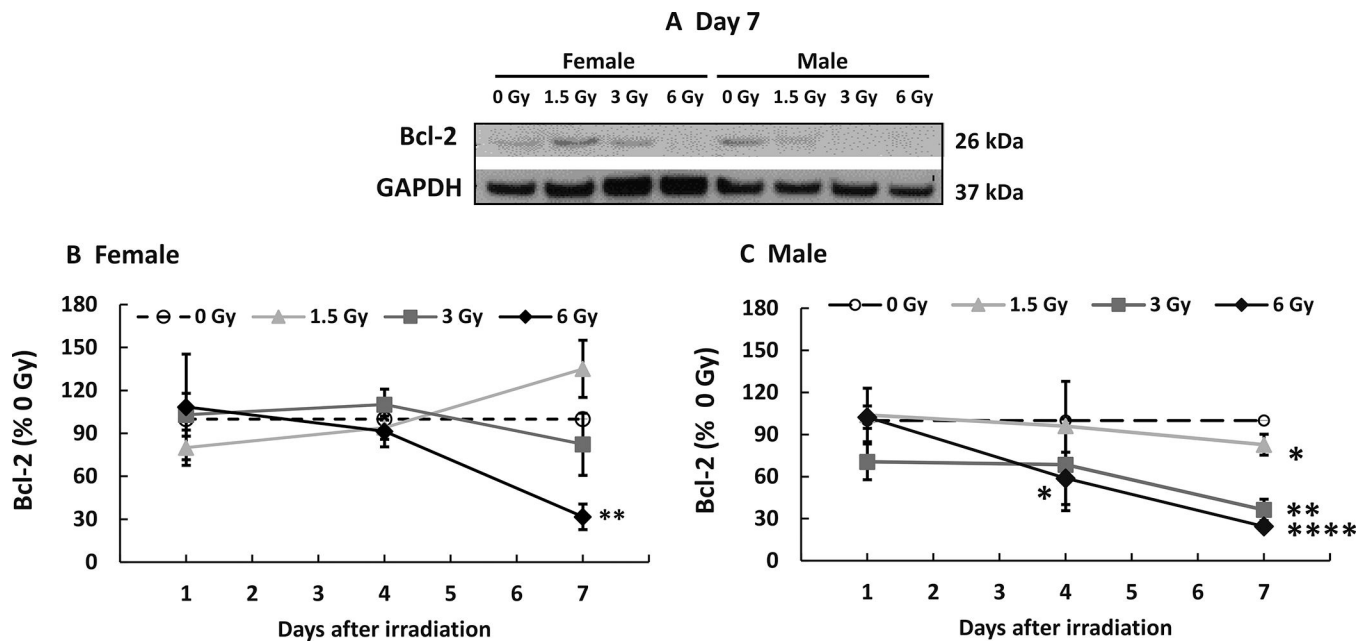 A Day 7
Female Male
0 Gy 1.5 Gy 3 Gy 6 Gy 0 Gy 1.5 Gy 3 Gy 6 Gy
Bcl-2 26 kDa
GAPDH 37 kDa
B Female
0 Gy 1.5 Gy 3 Gy 6 Gy
Bcl-2 (% 0 Gy)
180
150
120
90
60
30
0
**
1 2 3 4 5 6 7
Days after irradiation
C Male
0 Gy 1.5 Gy 3 Gy 6 Gy
Bcl-2 (% 0 Gy)
180
150
120
90
60
30
0
*
*
**
****
1 2 3 4 5 6 7
Days after irradiation